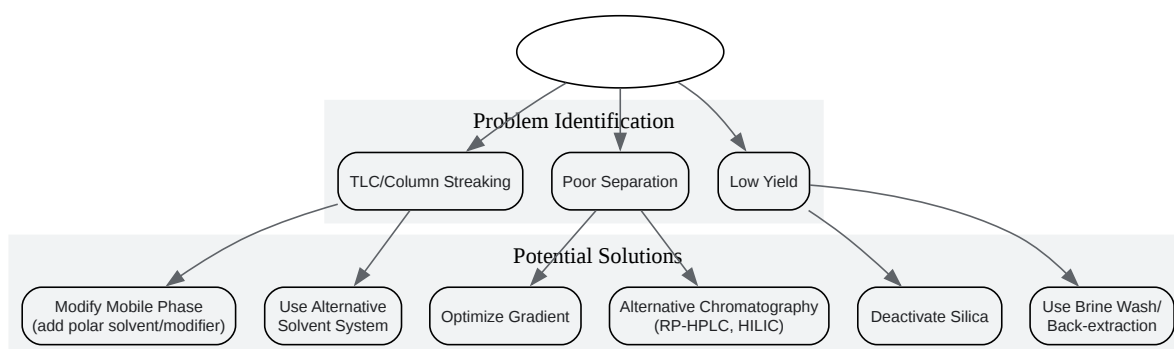 Problem Identification
TLC/Column Streaking
Poor Separation
Low Yield
Potential Solutions
Modify Mobile Phase
(add polar solvent/modifier)
Use Alternative
Solvent System
Optimize Gradient
Alternative Chromatography
(RP-HPLC, HILIC)
Deactivate Silica
Use Brine Wash/
Back-extraction